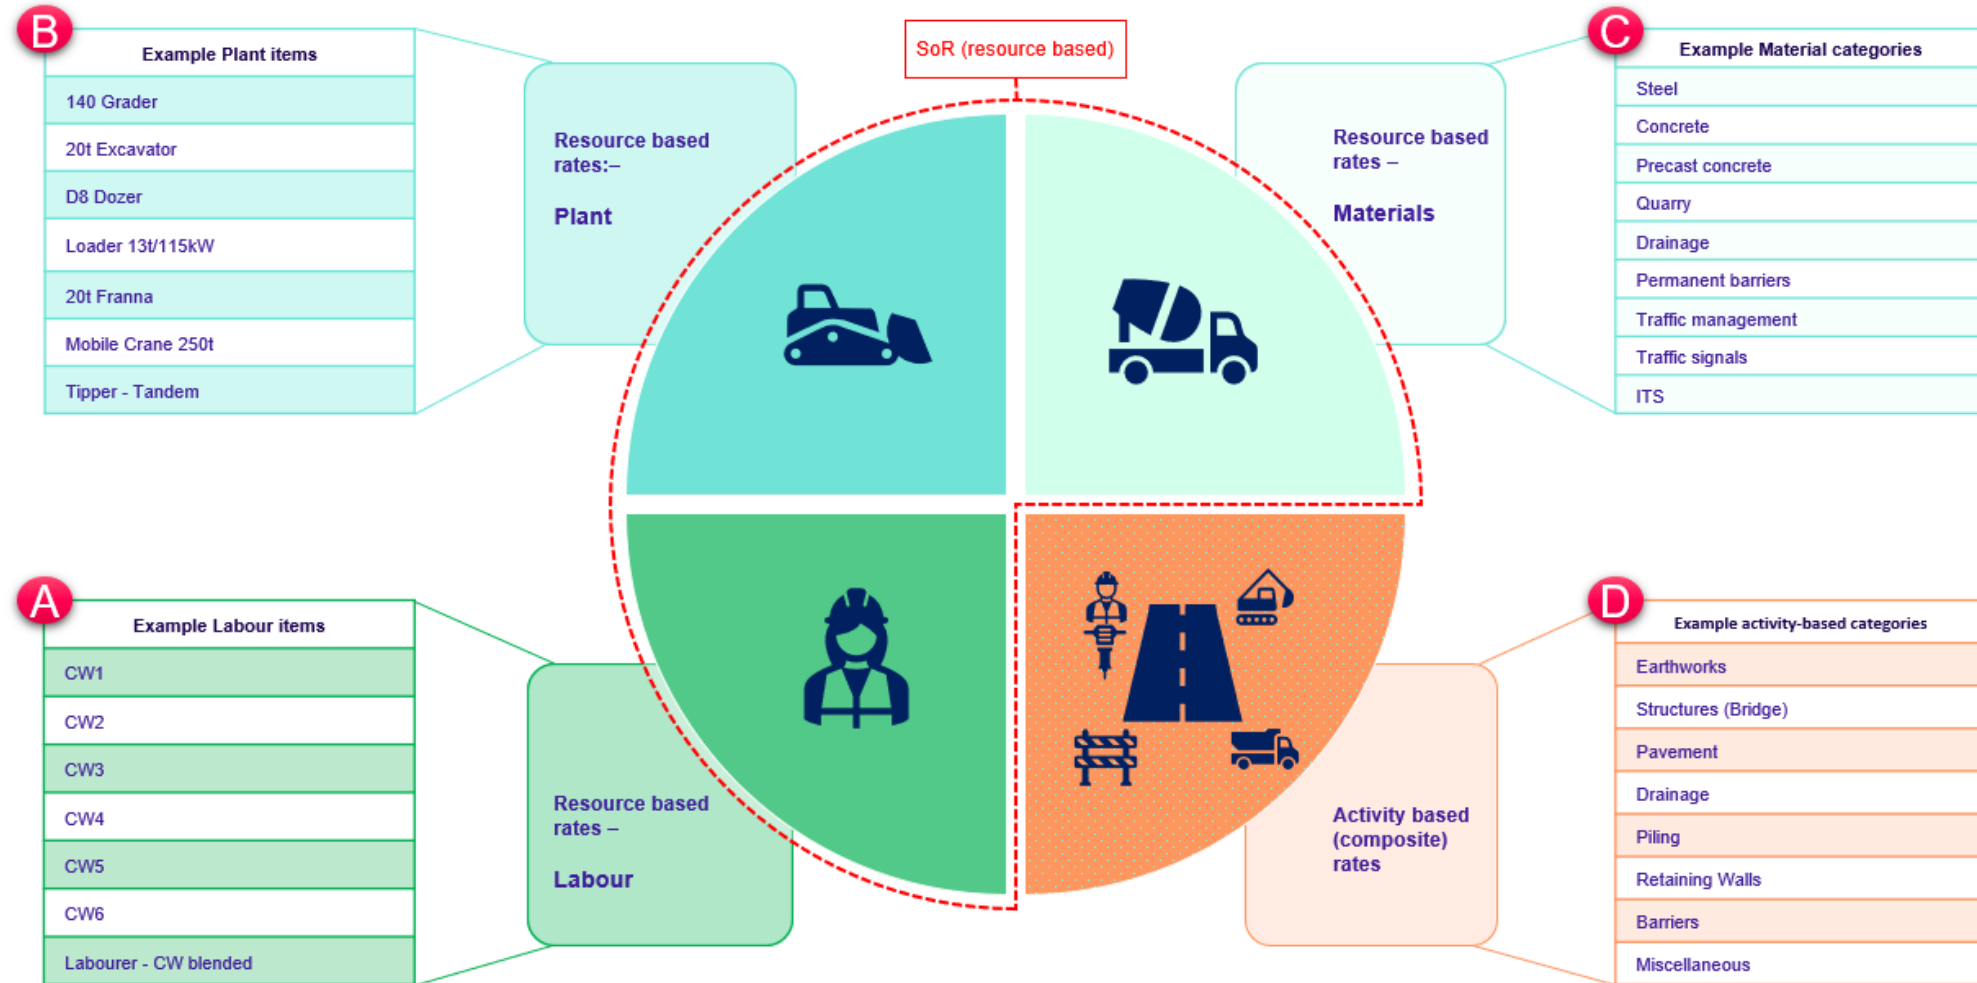 B
Example Plant items
140 Grader
20t Excavator
D8 Dozer
Loader 13t/115kW
20t Franna
Mobile Crane 250t
Tipper - Tandem
Resource based
rates:–
Plant
SoR (resource based)
Resource based
rates –
Materials
C
Example Material categories
Steel
Concrete
Precast concrete
Quarry
Drainage
Permanent barriers
Traffic management
Traffic signals
ITS
A
Example Labour items
CW1
CW2
CW3
CW4
CW5
CW6
Labourer - CW blended
Resource based
rates –
Labour
Activity based
(composite)
rates
D
Example activity-based categories
Earthworks
Structures (Bridge)
Pavement
Drainage
Piling
Retaining Walls
Barriers
Miscellaneous